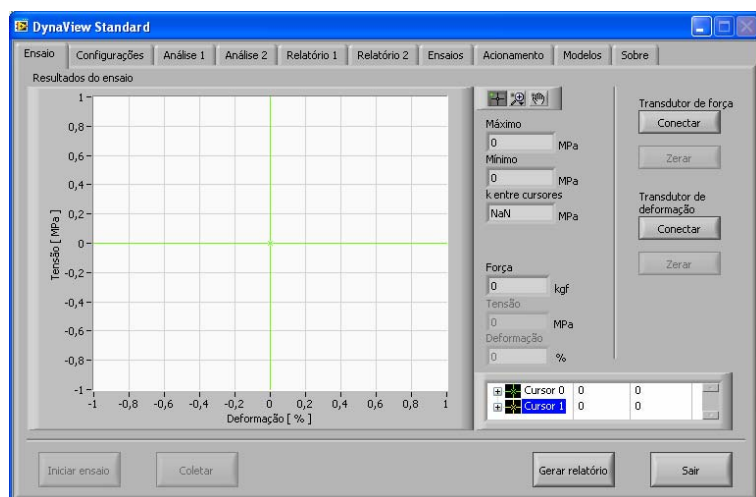 DynaView Standard
Ensaio Configurações Análise 1 Análise 2 Relatório 1 Relatório 2 Ensaios Acionamento Modelos Sobre
Resultados do ensaio
Tensão [ MPa ]
1
0,8
0,6
0,4
0,2
0
-0,2
-0,4
-0,6
-0,8
-1
-1 -0,8 -0,6 -0,4 -0,2 0 0,2 0,4 0,6 0,8 1
Deformação [ % ]
Máximo
0 MPa
Mínimo
0 MPa
k entre cursores
NaN MPa
Força
0 kgf
Tensão
0 MPa
Deformação
0 %
Transdutor de força
Conectar
Zerar
Transdutor de
deformação
Conectar
Zerar
Cursor 0 0 0
Cursor 1 0 0
Iniciar ensaio Coletar Gerar relatório Sair